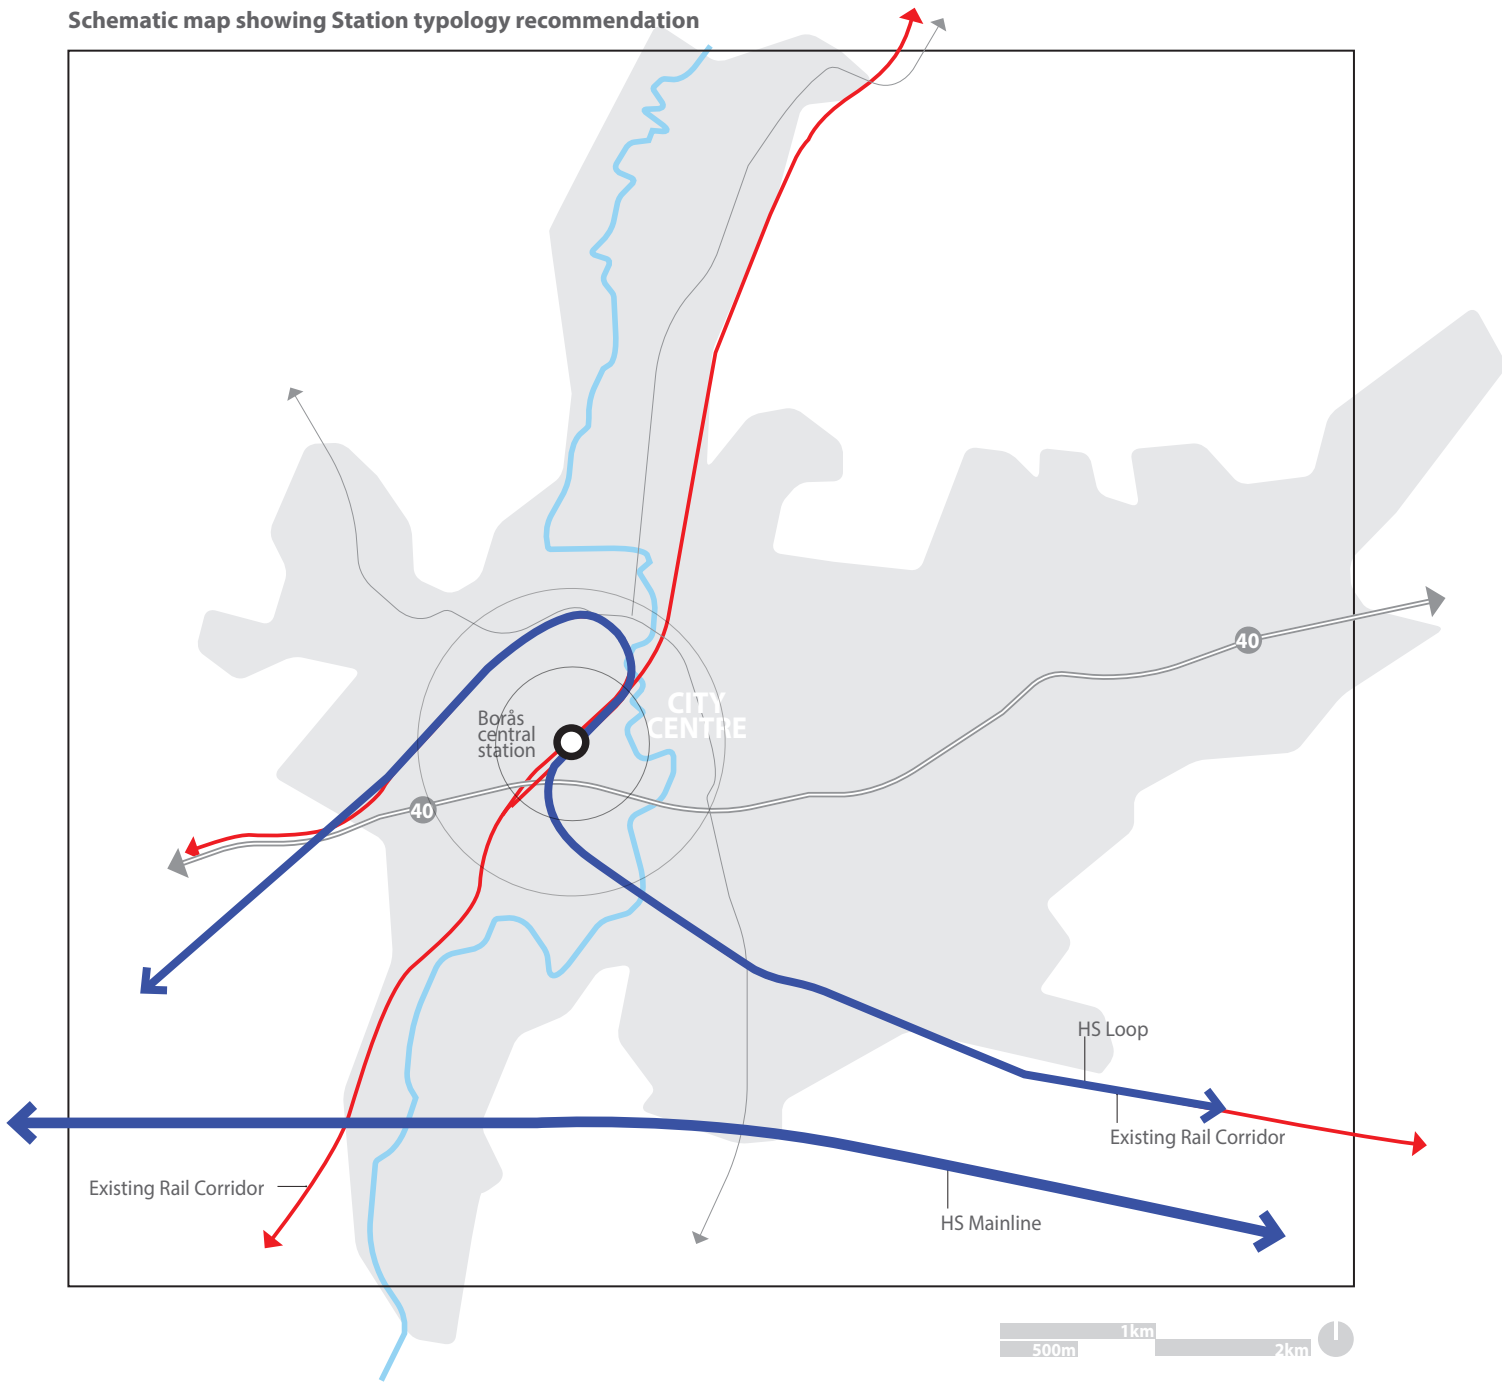 Schematic map showing Station typology recommendation
40
CITY
CENTRE
Borås
central
station
40
HS Loop
Existing Rail Corridor
Existing Rail Corridor
HS Mainline
1km
500m
2km